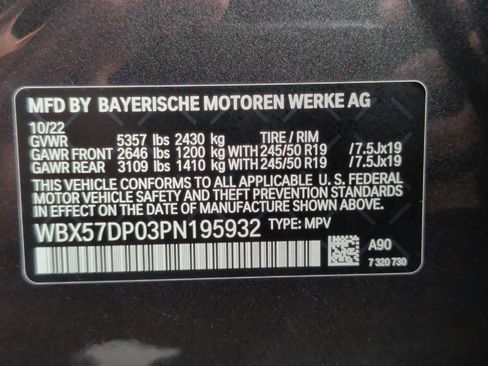 MFD BY BAYERISCHE MOTOREN WERKE AG
10/22
GVWR 5357 lbs 2430 kg TIRE / RIM
GAWR FRONT 2646 lbs 1200 kg WITH 245/50 R19 /7.5Jx19
GAWR REAR 3109 lbs 1410 kg WITH 245/50 R19 /7.5Jx19
THIS VEHICLE CONFORMS TO ALL APPLICABLE U. S. FEDERAL
MOTOR VEHICLE SAFETY AND THEFT PREVENTION STANDARDS
IN EFFECT ON THE DATE OF MANUFACTURE SHOWN ABOVE.
WBX57DP03PN195932 TYPE: MPV
A90
7 320 730